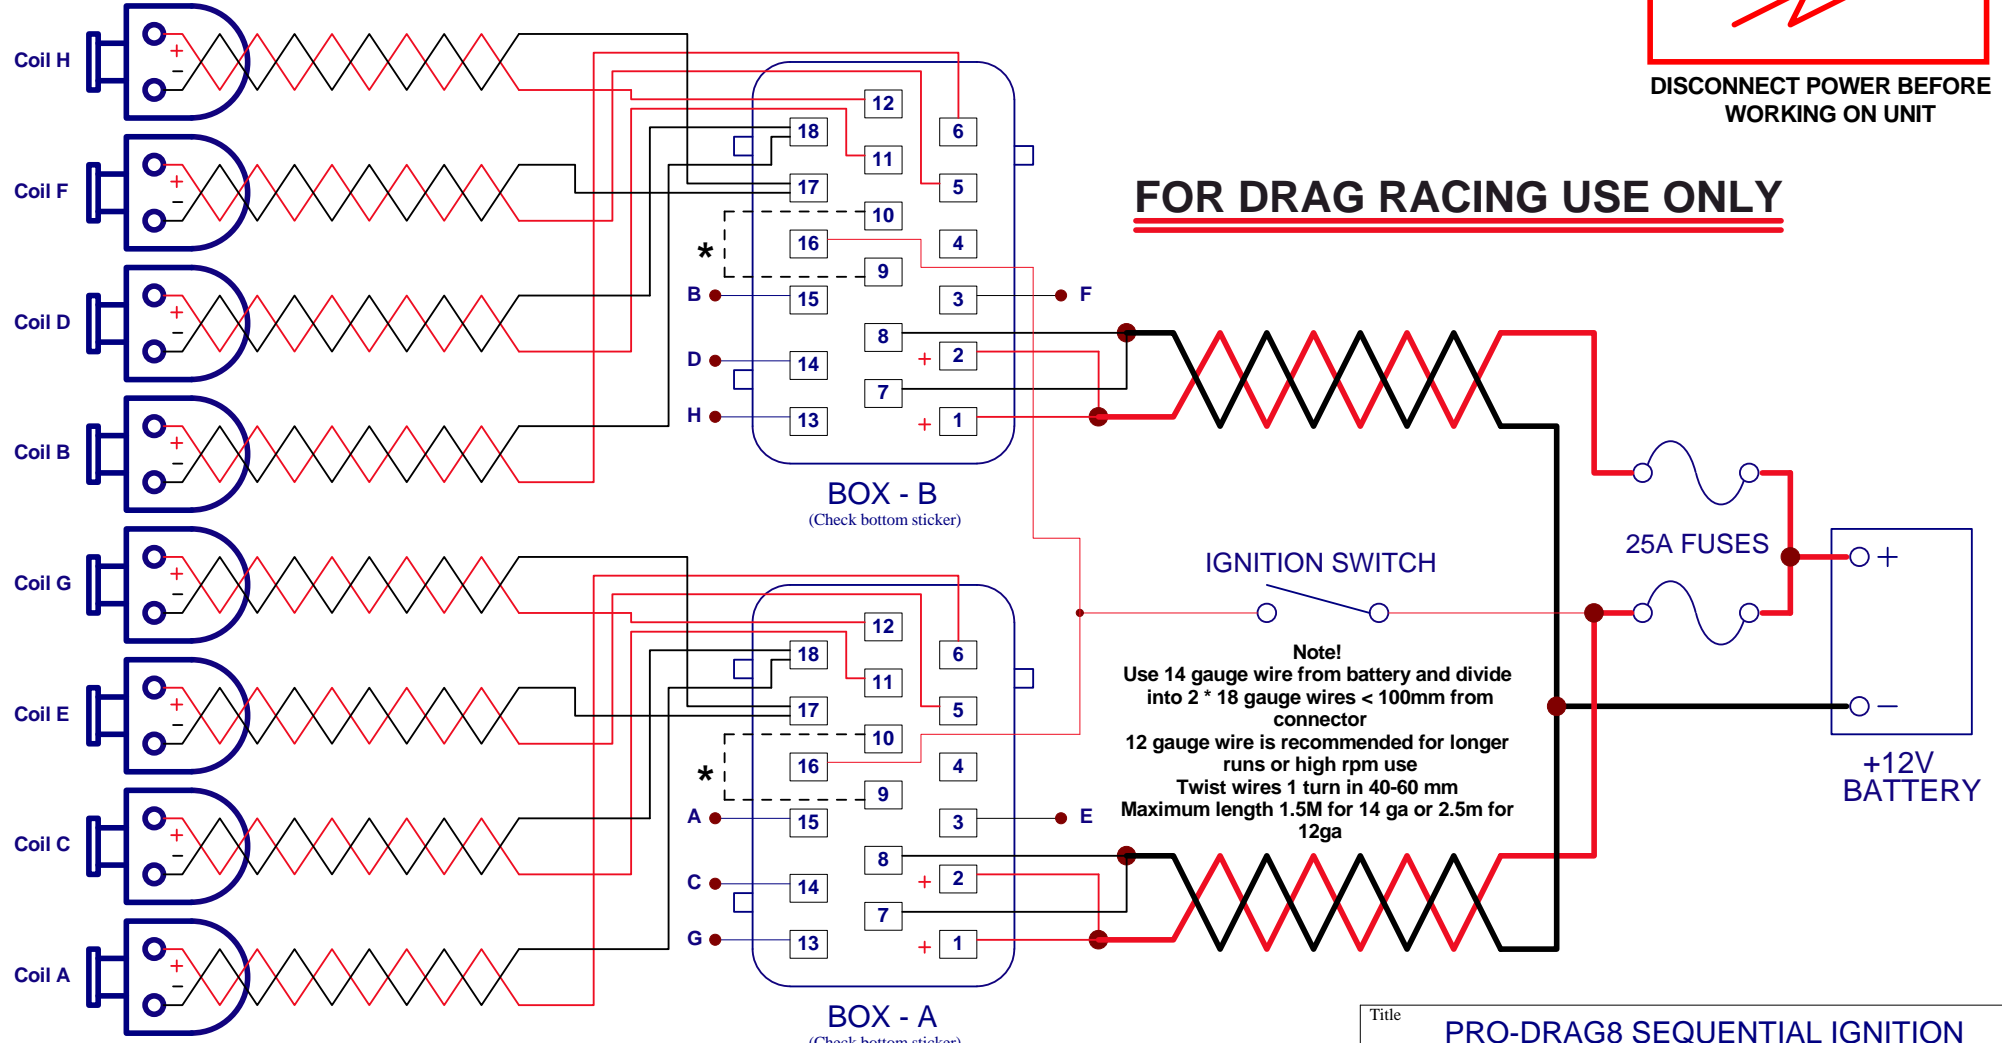 DISCONNECT POWER BEFORE
WORKING ON UNIT
FOR DRAG RACING USE ONLY
Coil H
+
−
Coil F
+
−
Coil D
+
−
Coil B
+
−
Coil G
+
−
Coil E
+
−
Coil C
+
−
Coil A
+
−
12
18
6
11
17
5
10
16
4
*
9
B
15
3
F
8
+ 2
D
14
7
H
13
+ 1
BOX - B
(Check bottom sticker)
12
18
6
11
17
5
10
16
4
*
9
A
15
3
E
8
+ 2
C
14
7
G
13
+ 1
BOX - A
(Check bottom sticker)
IGNITION SWITCH
25A FUSES
+
−
+12V
BATTERY
Note!
Use 14 gauge wire from battery and divide
into 2 * 18 gauge wires < 100mm from
connector
12 gauge wire is recommended for longer
runs or high rpm use
Twist wires 1 turn in 40-60 mm
Maximum length 1.5M for 14 ga or 2.5m for
12ga
Title
PRO-DRAG8 SEQUENTIAL IGNITION